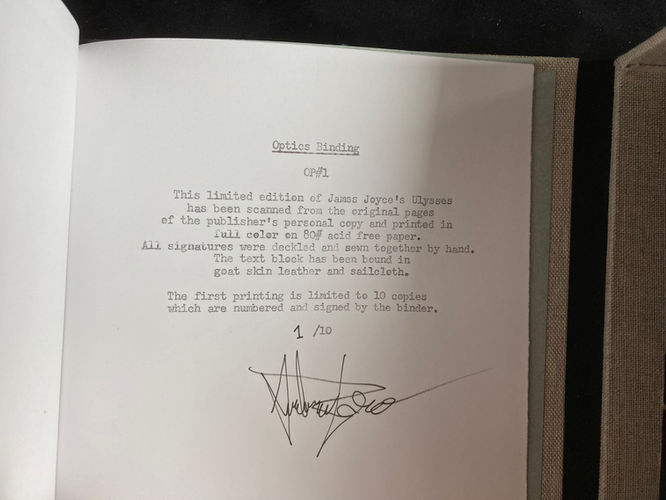 Optics Binding
OP#1
This limited edition of James Joyce's Ulysses
has been scanned from the original pages
of the publisher's personal copy and printed in
full color on 80# acid free paper.
All signatures were deckled and sewn together by hand.
The text block has been bound in
goat skin leather and sailcloth.
The first printing is limited to 10 copies
which are numbered and signed by the binder.
1 /10